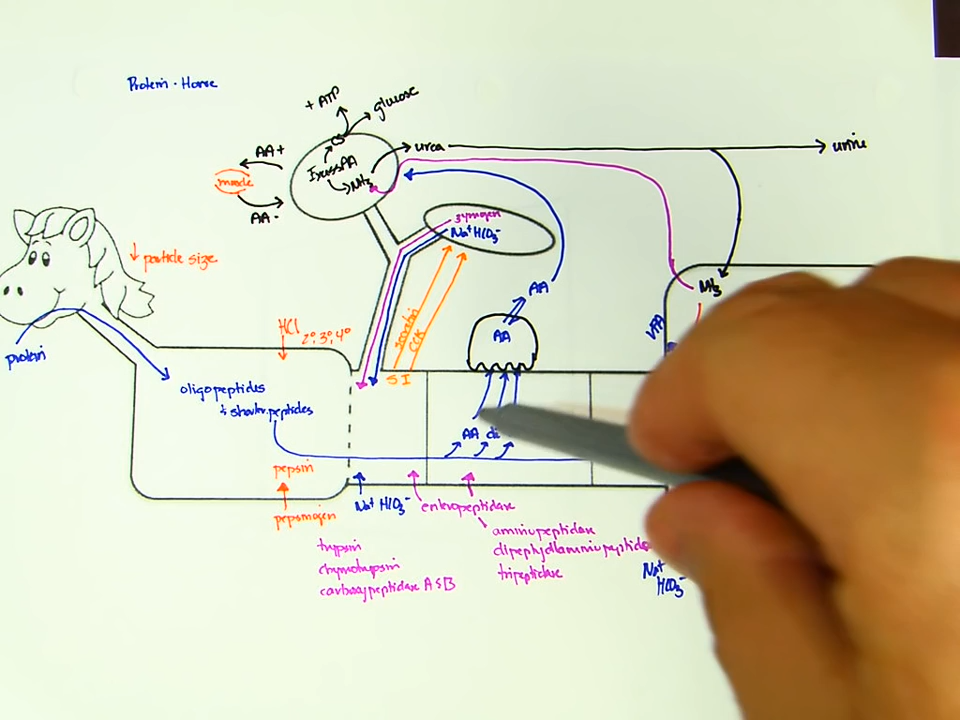 Protein · Horse
+ ATP
glucose
AA+
Excess AA
NH₃
urea
urine
muscle
AA-
zymogen
Na⁺HCO₃⁻
↓ particle size
AA
NH₃
HCl
2°, 3°, 4°
secretin
CCK
VFA
AA
protein
S I
oligopeptides
& shorter peptides
AA di
pepsin
pepsinogen
Na⁺ HCO₃⁻
enteropeptidase
trypsin
chymotrypsin
carboxypeptidase A & B
aminopeptidase
tripeptidase
Na⁺
HCO₃⁻